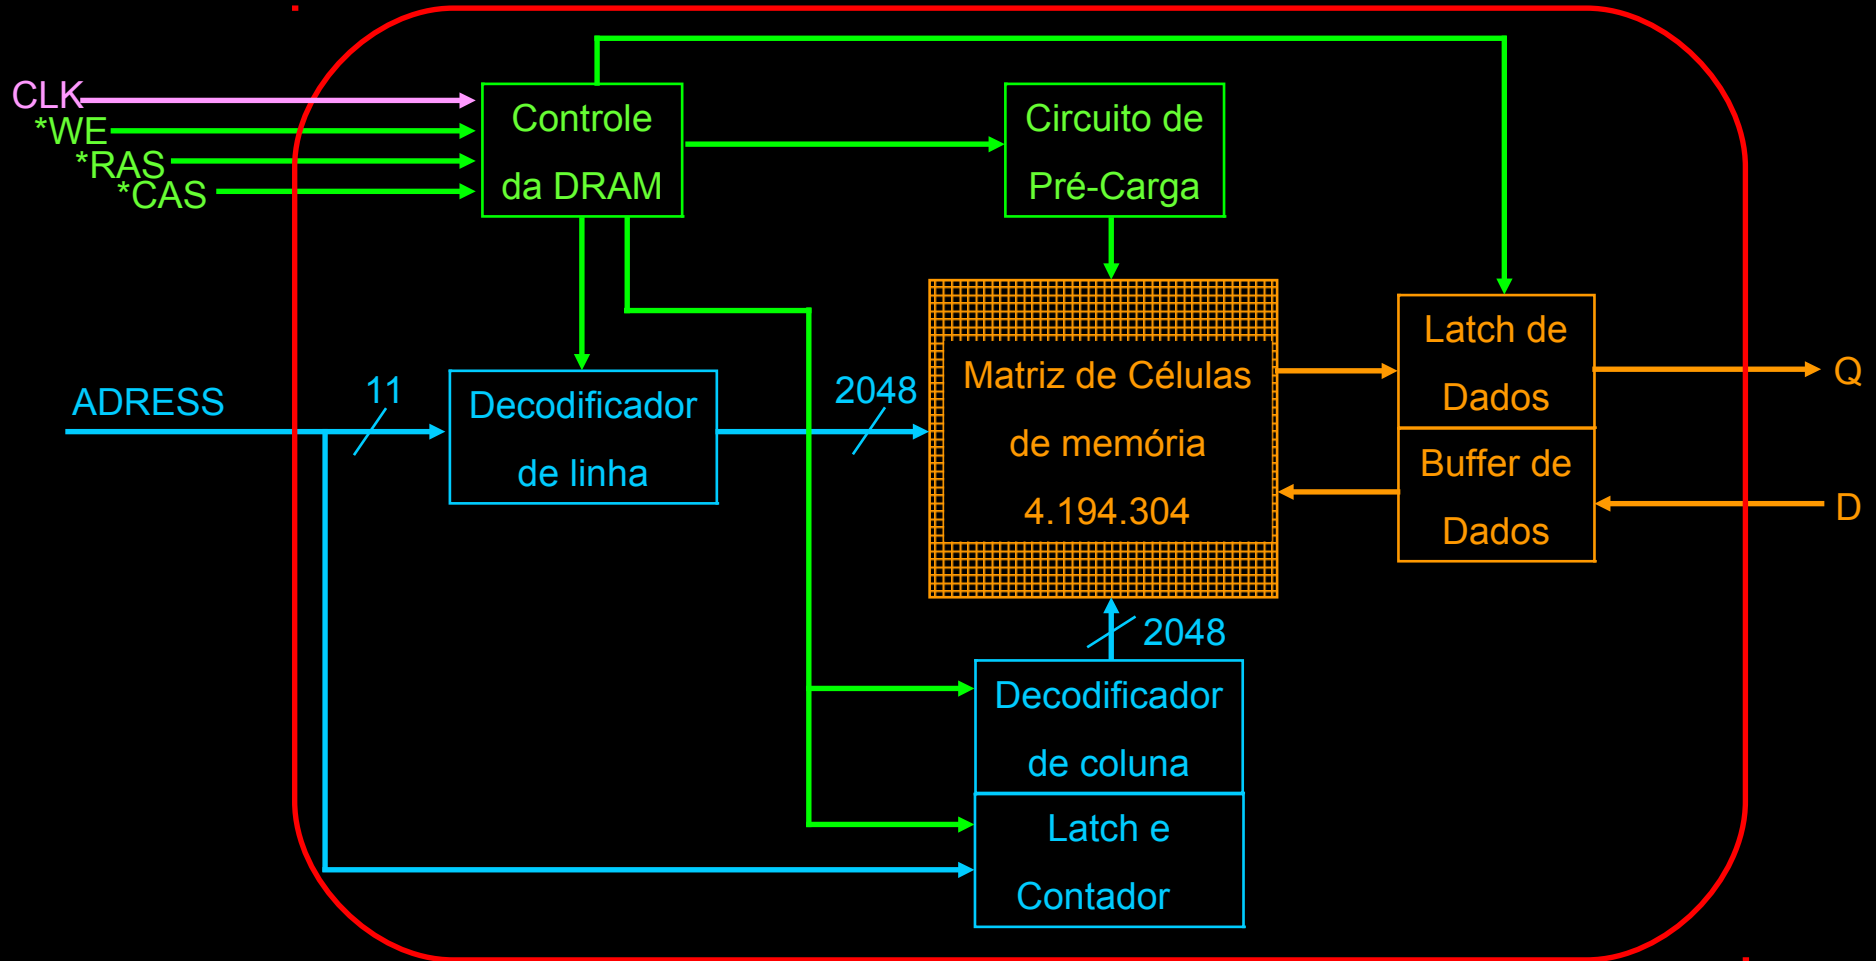 CLK
*WE
*RAS
*CAS
Controle
da DRAM
Circuito de
Pré-Carga
ADRESS
11
Decodificador
de linha
2048
Matriz de Células
de memória
4.194.304
Latch de
Dados
Q
Buffer de
Dados
D
2048
Decodificador
de coluna
Latch e
Contador